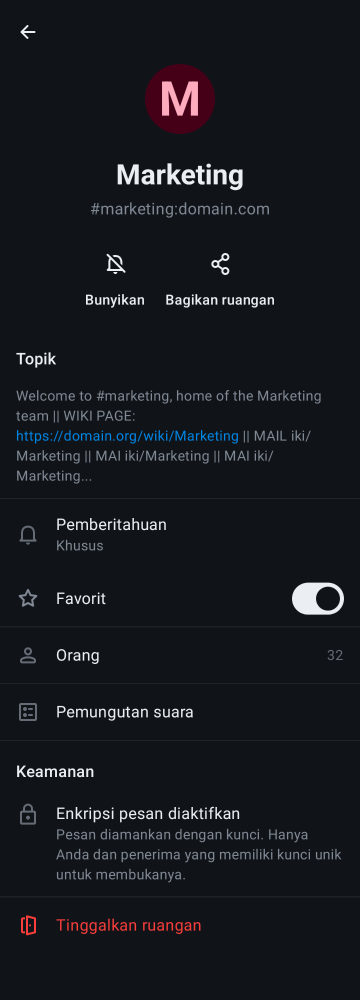 M
Marketing
#marketing:domain.com
Bunyikan
Bagikan ruangan
Topik
Welcome to #marketing, home of the Marketing
team || WIKI PAGE:
https://domain.org/wiki/Marketing || MAIL iki/
Marketing || MAI iki/Marketing || MAI iki/
Marketing...
Pemberitahuan
Khusus
Favorit
Orang 32
Pemungutan suara
Keamanan
Enkripsi pesan diaktifkan
Pesan diamankan dengan kunci. Hanya
Anda dan penerima yang memiliki kunci unik
untuk membukanya.
Tinggalkan ruangan